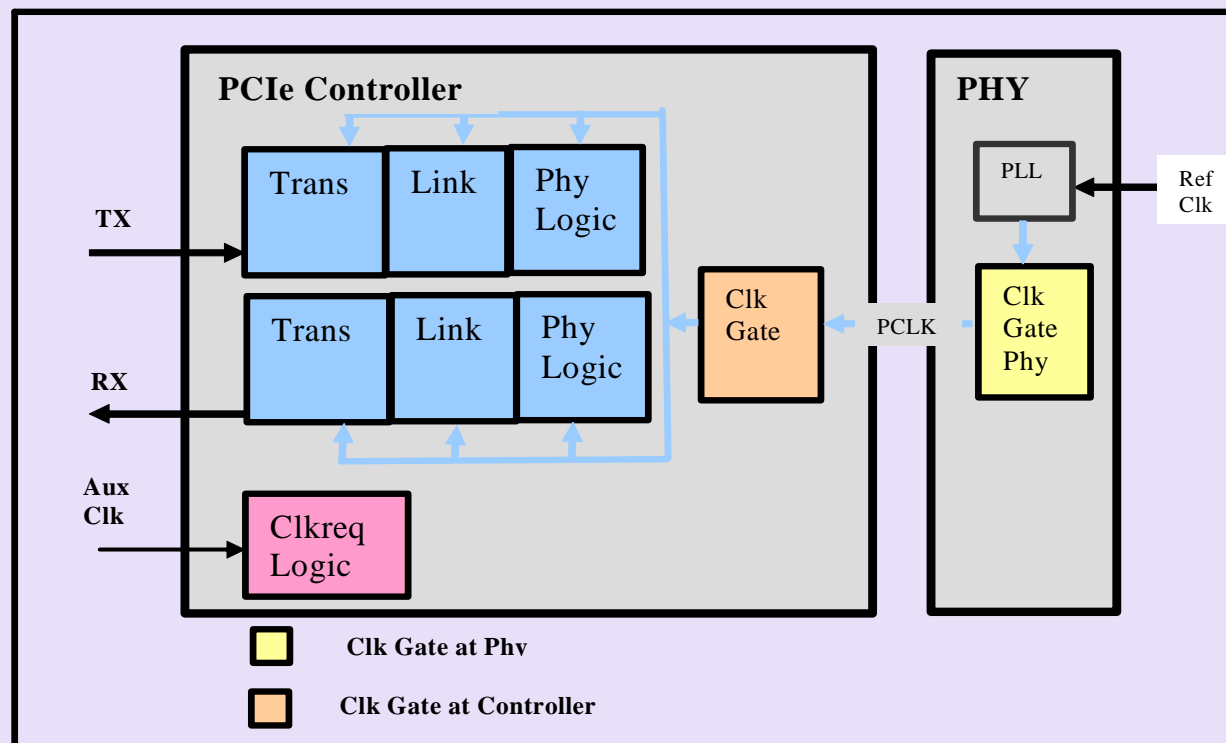 PCIe Controller
PHY
Trans
Link
Phy
Logic
PLL
Ref
Clk
TX
Trans
Link
Phy
Logic
Clk
Gate
PCLK
Clk
Gate
Phy
RX
Aux
Clk
Clkreq
Logic
Clk Gate at Phy
Clk Gate at Controller